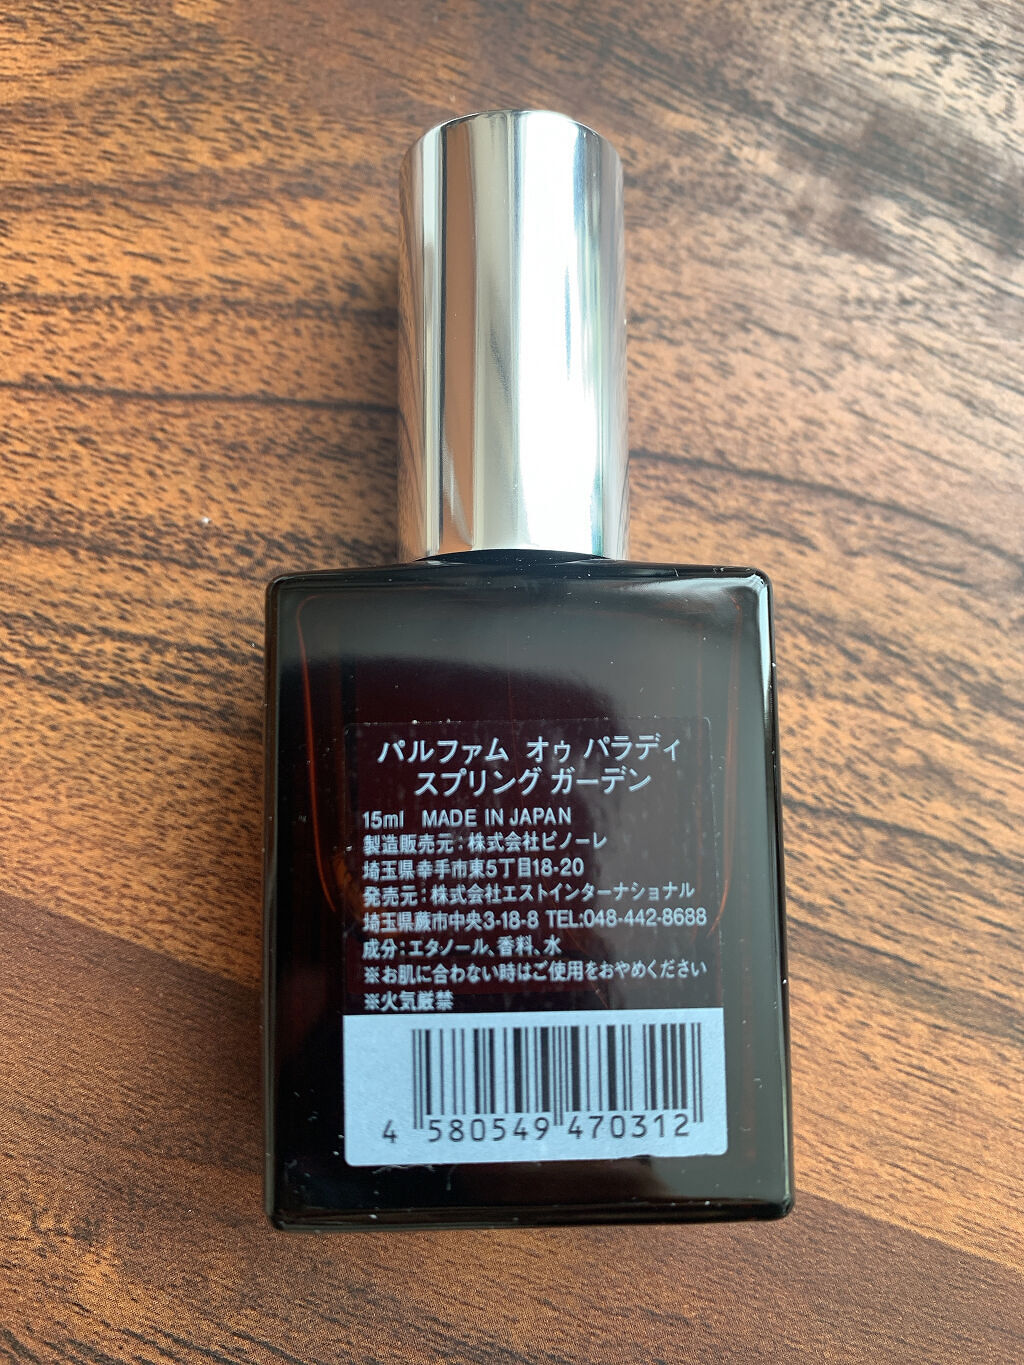 パルファム オゥ パラディ
スプリング ガーデン
15ml MADE IN JAPAN
製造販売元:株式会社ピノーレ
埼玉県幸手市東5丁目18-20
発売元:株式会社エストインターナショナル
埼玉県蕨市中央3-18-8 TEL:048-442-8688
成分:エタノール、香料、水
※お肌に合わない時はご使用をおやめください
※火気厳禁
4 580549 470312